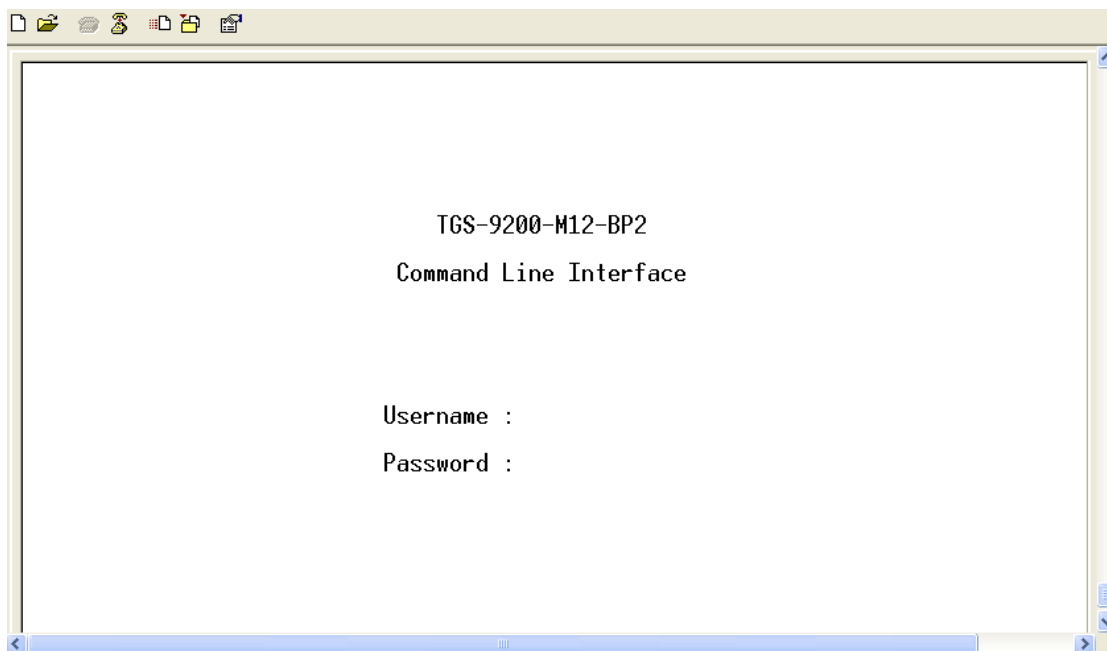 TGS-9200-M12-BP2
Command Line Interface
Username :
Password :